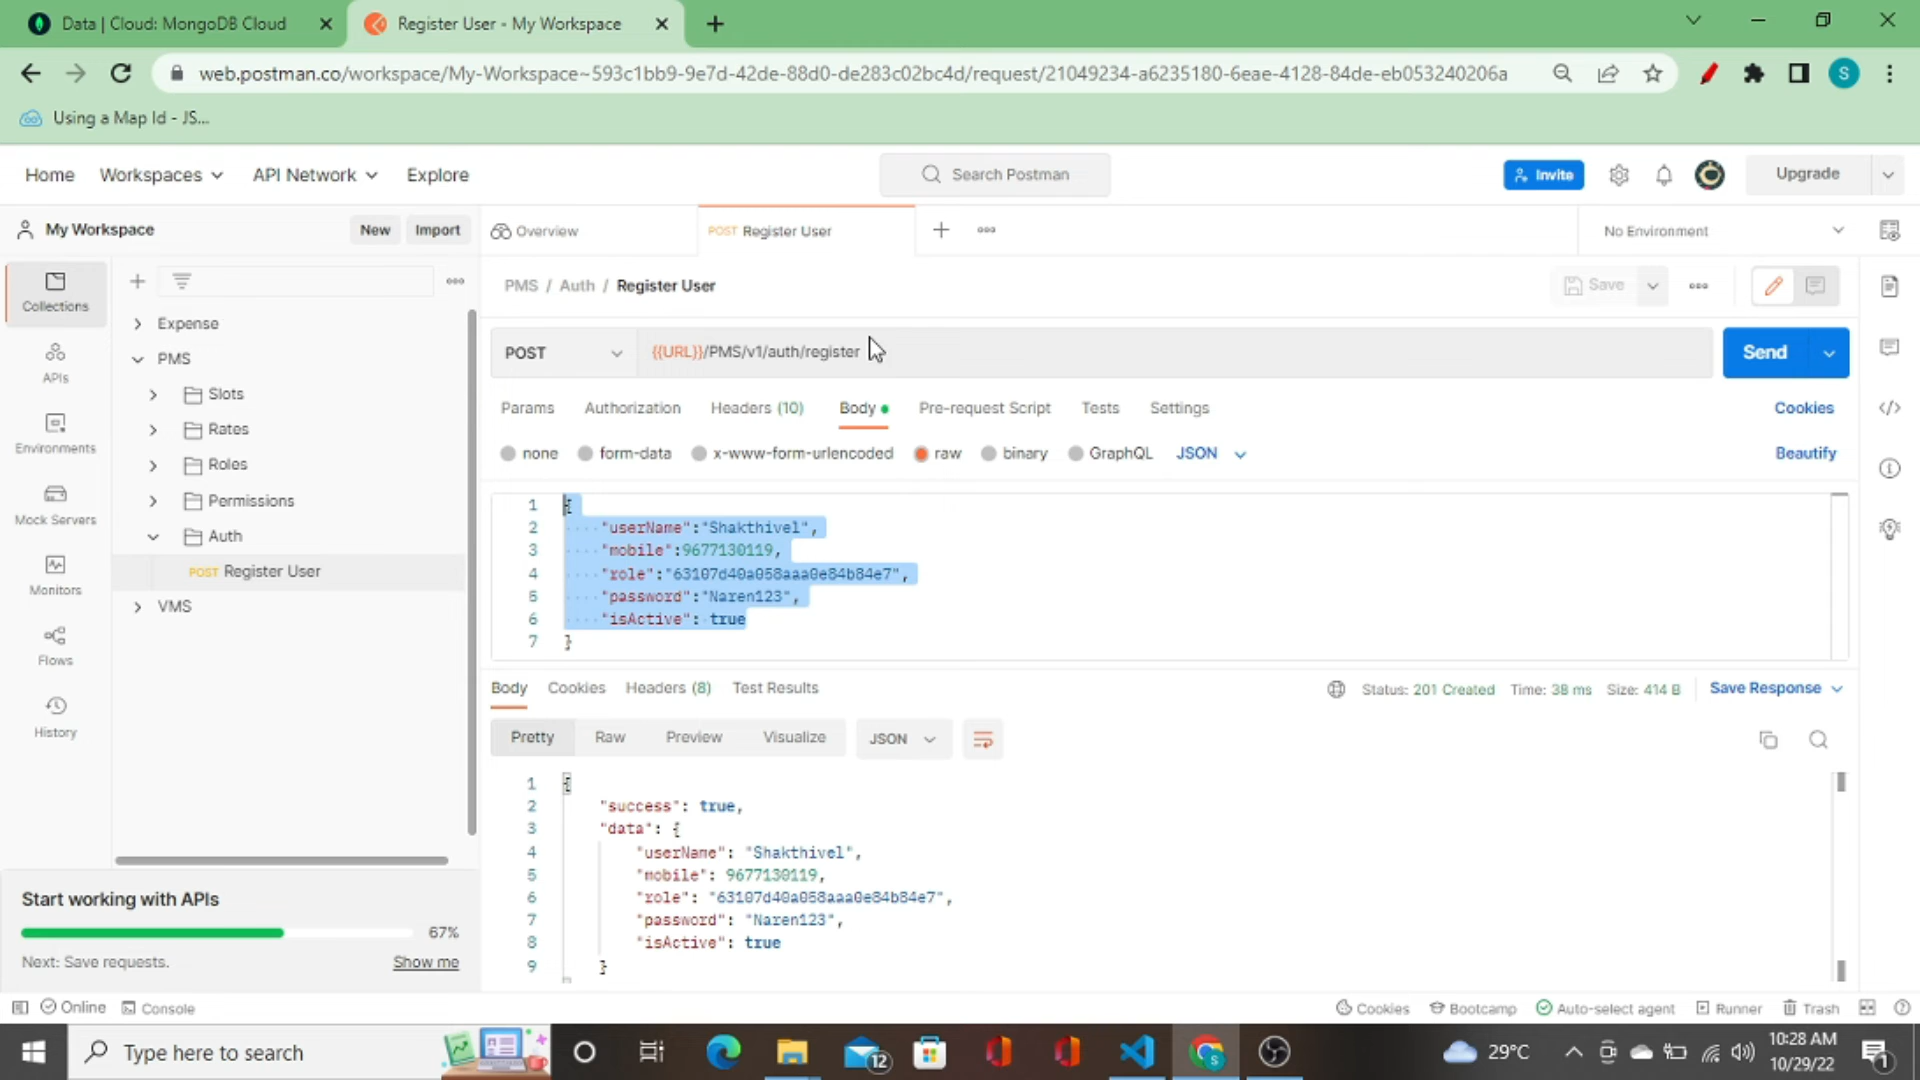 Data | Cloud: MongoDB Cloud
Register User - My Workspace
web.postman.co/workspace/My-Workspace~593c1bb9-9e7d-42de-88d0-de283c02bc4d/request/21049234-a6235180-6eae-4128-84de-eb053240206a
S
Using a Map Id - JS...
Home Workspaces API Network Explore
Search Postman
Invite
Upgrade
My Workspace
New Import
Overview
POST Register User
No Environment
Collections
APIs
Environments
Mock Servers
Monitors
Flows
History
Expense
PMS
Slots
Rates
Roles
Permissions
Auth
POST Register User
VMS
PMS / Auth / Register User
Save
POST
{{URL}}/PMS/v1/auth/register
Send
Params Authorization Headers (10) Body Pre-request Script Tests Settings
Cookies
none form-data x-www-form-urlencoded raw binary GraphQL JSON
Beautify
1 {
2 "userName":"Shakthivel",
3 "mobile":9677130119,
4 "role":"63107d40a058aaa0e84b84e7",
5 "password":"Naren123",
6 "isActive": true
7 }
Body Cookies Headers (8) Test Results
Status: 201 Created Time: 38 ms Size: 414 B Save Response
Pretty Raw Preview Visualize JSON
1 {
2 "success": true,
3 "data": {
4 "userName": "Shakthivel",
5 "mobile": 9677130119,
6 "role": "63107d40a058aaa0e84b84e7",
7 "password": "Naren123",
8 "isActive": true
9 }
Start working with APIs
67%
Next: Save requests. Show me
Online Console
Cookies Bootcamp Auto-select agent Runner Trash
Type here to search
12
S
29°C
10:28 AM
10/29/22
1